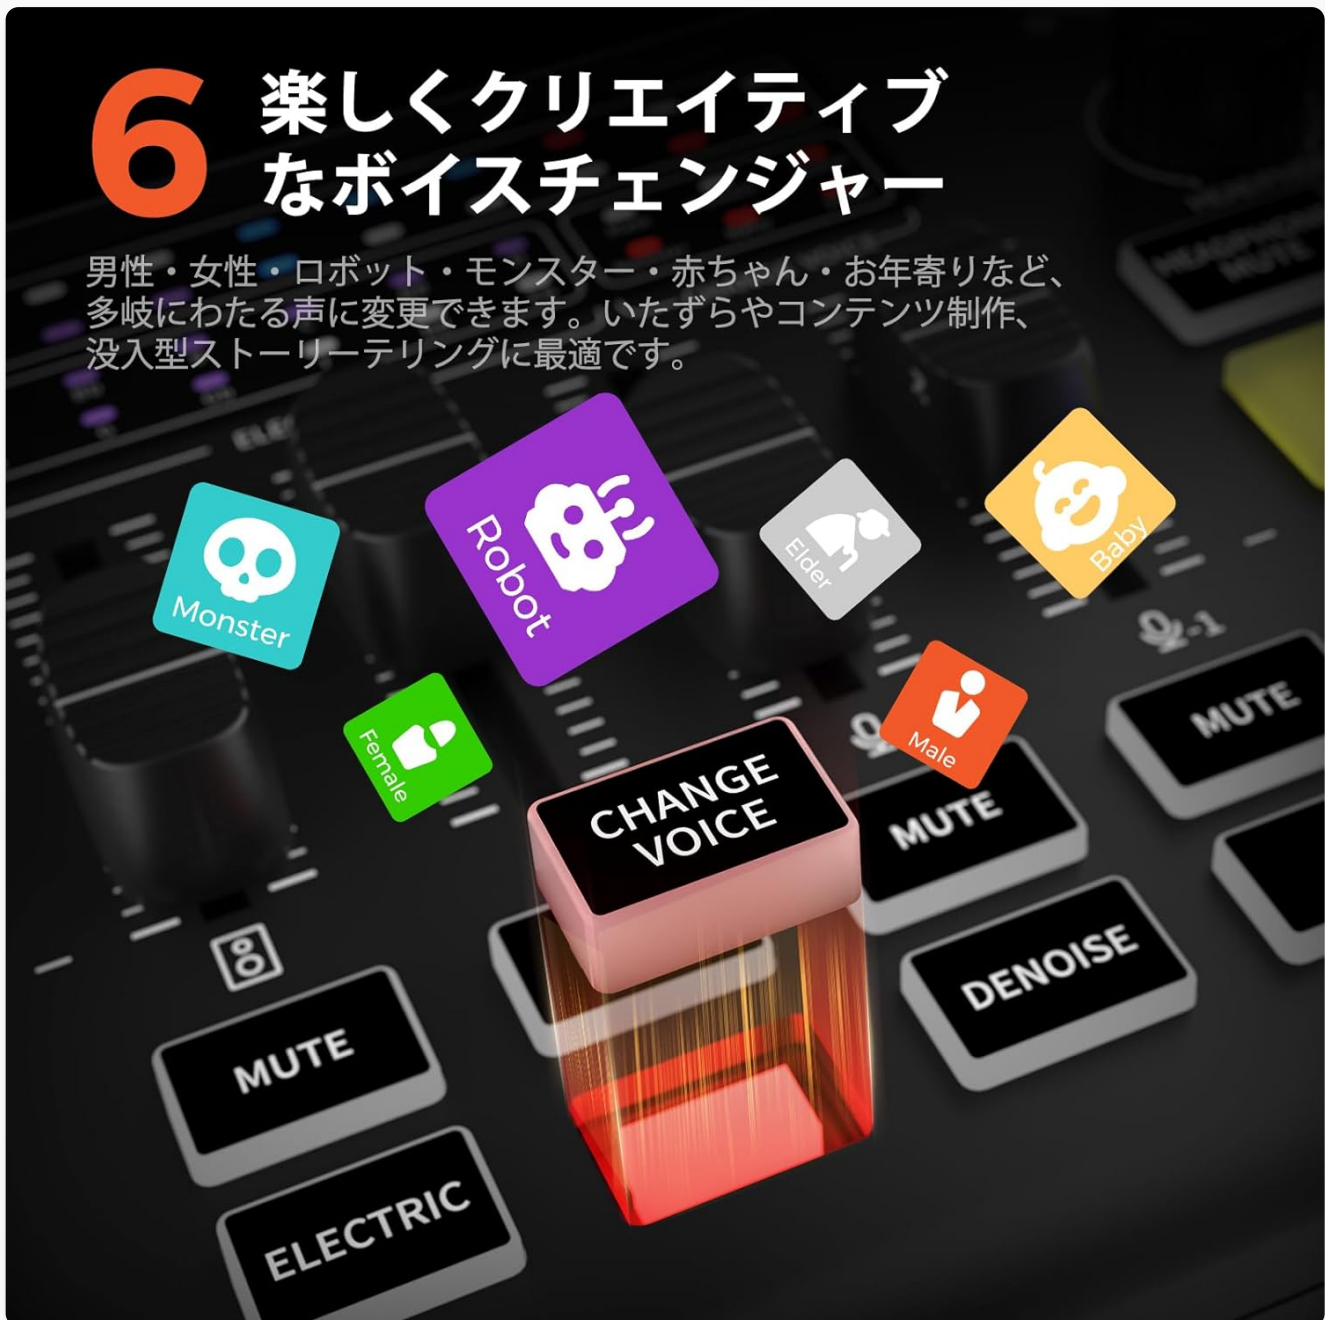 6
楽しくクリエイティブ
なボイスチェンジャー
男性・女性・ロボット・モンスター・赤ちゃん・お年寄りなど、
多岐にわたる声に変更できます。いたずらやコンテンツ制作、
没入型ストーリーテリングに最適です。
HEADPHONE
MUTE
Monster
Robot
Elder
Baby
Female
Male
-1
CHANGE
VOICE
MUTE
MUTE
DENOISE
MUTE
ELECTRIC